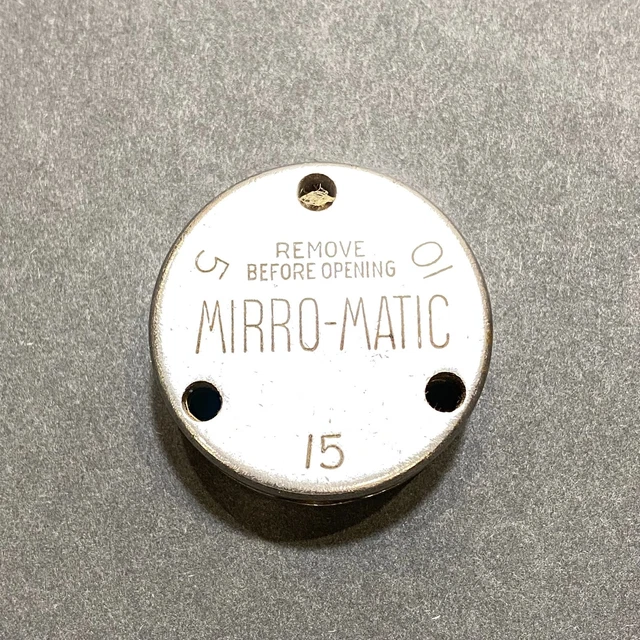 REMOVE
BEFORE OPENING
5
10
MIRRO-MATIC
15